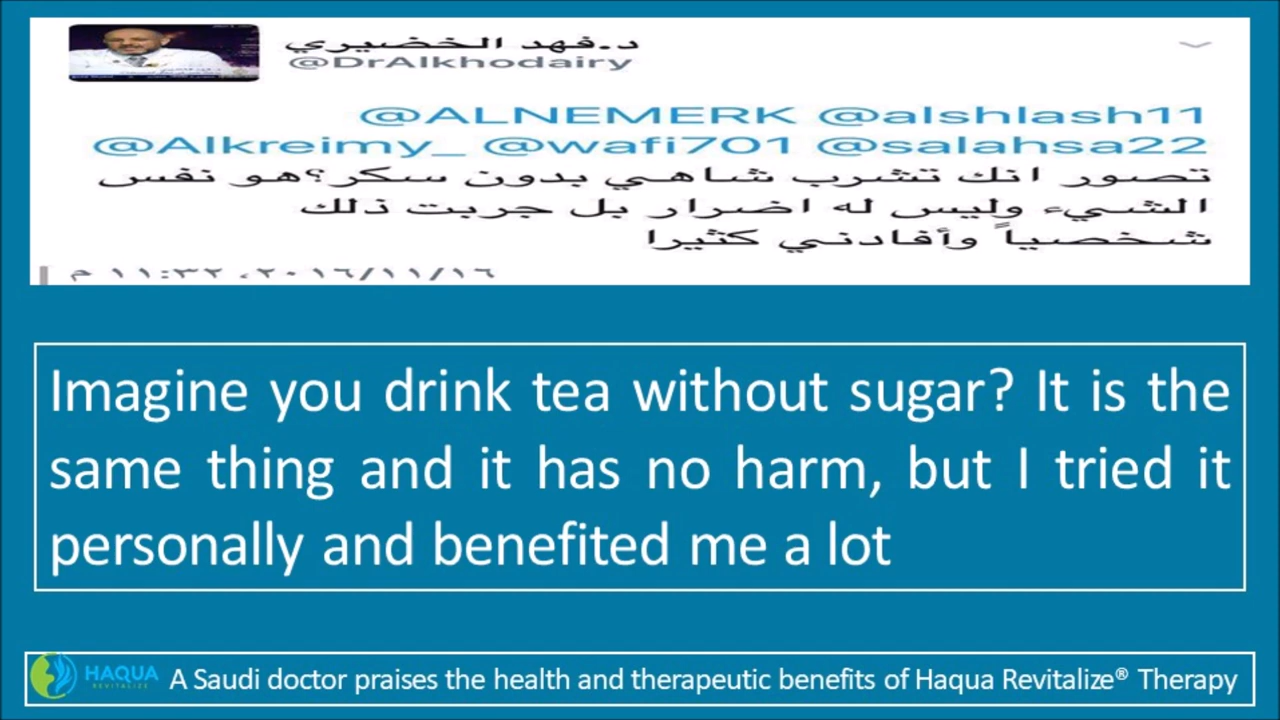 د.فهد الخضيري
@DrAlkhodairy
@ALNEMERK @alshlash11
@Alkreimy_ @wafi701 @salahsa22
تصور انك تشرب شاهي بدون سكر؟هو نفس
الشيء وليس له اضرار بل جربت ذلك
شخصياً وأفادني كثيرا
٢٠١٦/١١/١٦، ١١:٣٢ م
Imagine you drink tea without sugar? It is the
same thing and it has no harm, but I tried it
personally and benefited me a lot
HAQUA
REVITALIZE
A Saudi doctor praises the health and therapeutic benefits of Haqua Revitalize® Therapy